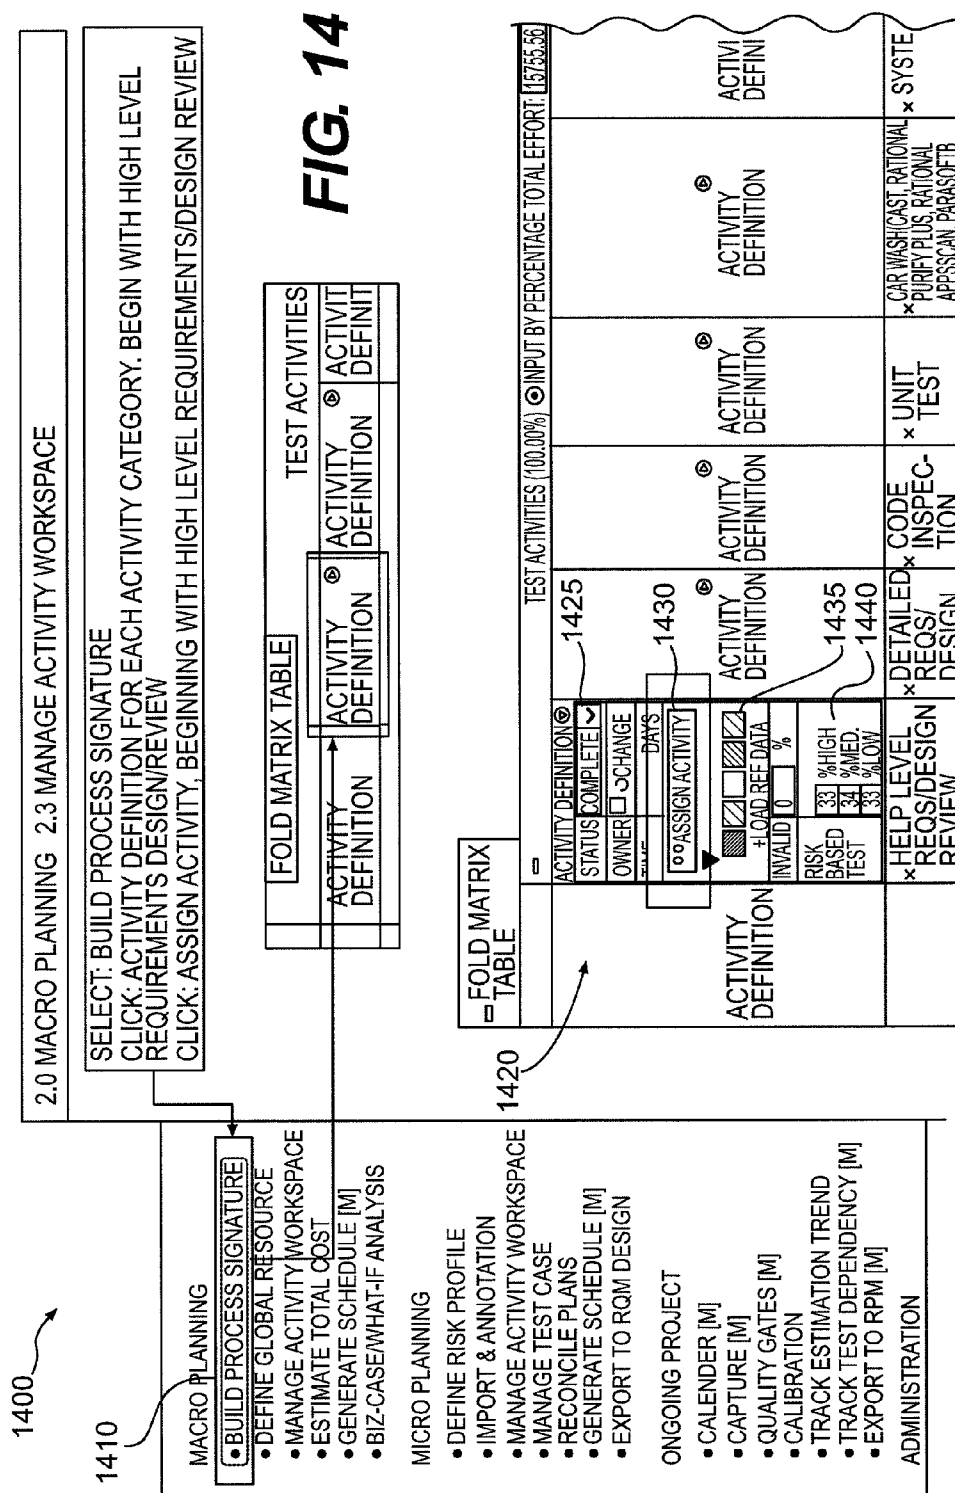 1400
1410
MACRO PLANNING
• BUILD PROCESS SIGNATURE
• DEFINE GLOBAL RESOURCE
• MANAGE ACTIVITY WORKSPACE
• ESTIMATE TOTAL COST
• GENERATE SCHEDULE [M]
• BIZ-CASE/WHAT-IF ANALYSIS
MICRO PLANNING
• DEFINE RISK PROFILE
• IMPORT & ANNOTATION
• MANAGE ACTIVITY WORKSPACE
• MANAGE TEST CASE
• RECONCILE PLANS
• GENERATE SCHEDULE [M]
• EXPORT TO RQM DESIGN
ONGOING PROJECT
• CALENDER [M]
• CAPTURE [M]
• QUALITY GATES [M]
• CALIBRATION
• TRACK ESTIMATION TREND
• TRACK TEST DEPENDENCY [M]
• EXPORT TO RPM [M]
ADMINISTRATION
2.0 MACRO PLANNING 2.3 MANAGE ACTIVITY WORKSPACE
SELECT: BUILD PROCESS SIGNATURE
CLICK: ACTIVITY DEFINITION FOR EACH ACTIVITY CATEGORY. BEGIN WITH HIGH LEVEL
REQUIREMENTS DESIGN/REVIEW
CLICK: ASSIGN ACTIVITY, BEGINNING WITH HIGH LEVEL REQUIREMENTS/DESIGN REVIEW
FIG. 14
FOLD MATRIX TABLE
TEST ACTIVITIES
ACTIVITY
DEFINITION
ACTIVITY
DEFINITION
ACTIVITY
DEFINITION
ACTIVIT
DEFINIT
1420
FOLD MATRIX
TABLE
TEST ACTIVITIES (100.00%) INPUT BY PERCENTAGE TOTAL EFFORT: 15755.56
ACTIVITY
DEFINITION
ACTIVITY DEFINITION
STATUS COMPLETE
OWNER CHANGE
DAYS
ASSIGN ACTIVITY
+LOAD REF DATA
INVALID 0 %
RISK
BASED
TEST
33 %HIGH
34 %MED.
33 %LOW
1425
1430
1435
1440
ACTIVITY
DEFINITION
ACTIVITY
DEFINITION
ACTIVITY
DEFINITION
ACTIVITY
DEFINITION
ACTIVI
DEFINI
×HELP LEVEL
REQS/DESIGN
REVIEW
×DETAILED
REQS/
DESIGN
× CODE
INSPEC-
TION
× UNIT
TEST
×CAR WASH(CAST, RATIONAL
PURIFY PLUS, RATIONAL
APPSSCAN, PARASOFTR
× SYSTE